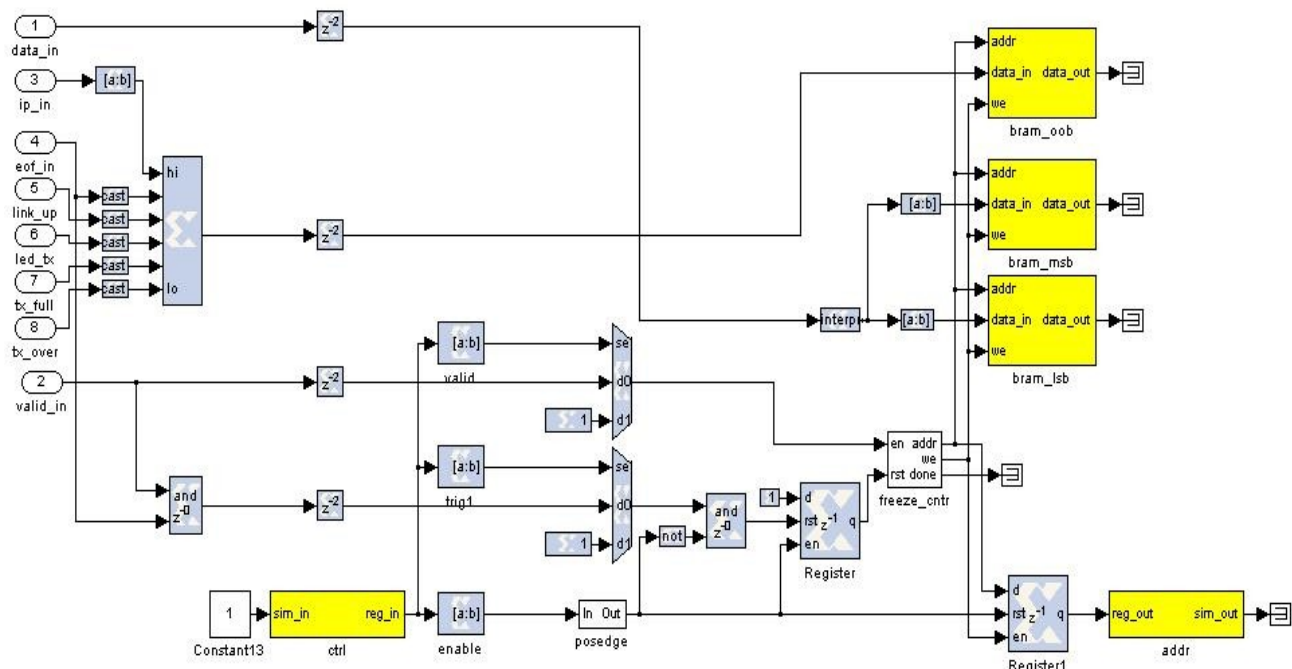 1
data_in
z-2
3
ip_in
[a:b]
4
eof_in
5
link_up
6
led_tx
7
tx_full
8
tx_over
cast
cast
cast
cast
cast
hi
lo
z-2
2
valid_in
z-2
and
z-0
z-2
[a:b]
valid
[a:b]
trig1
1
1
se
d0
d1
se
d0
d1
and
z-0
not
1
d
rst z-1 q
en
Register
en addr
we
rst done
freeze_cntr
interpr
[a:b]
[a:b]
addr
data_in data_out
we
bram_oob
addr
data_in data_out
we
bram_msb
addr
data_in data_out
we
bram_lsb
1
Constant13
sim_in reg_in
ctrl
[a:b]
enable
In Out
posedge
d
rst z-1 q
en
Register1
reg_out sim_out
addr